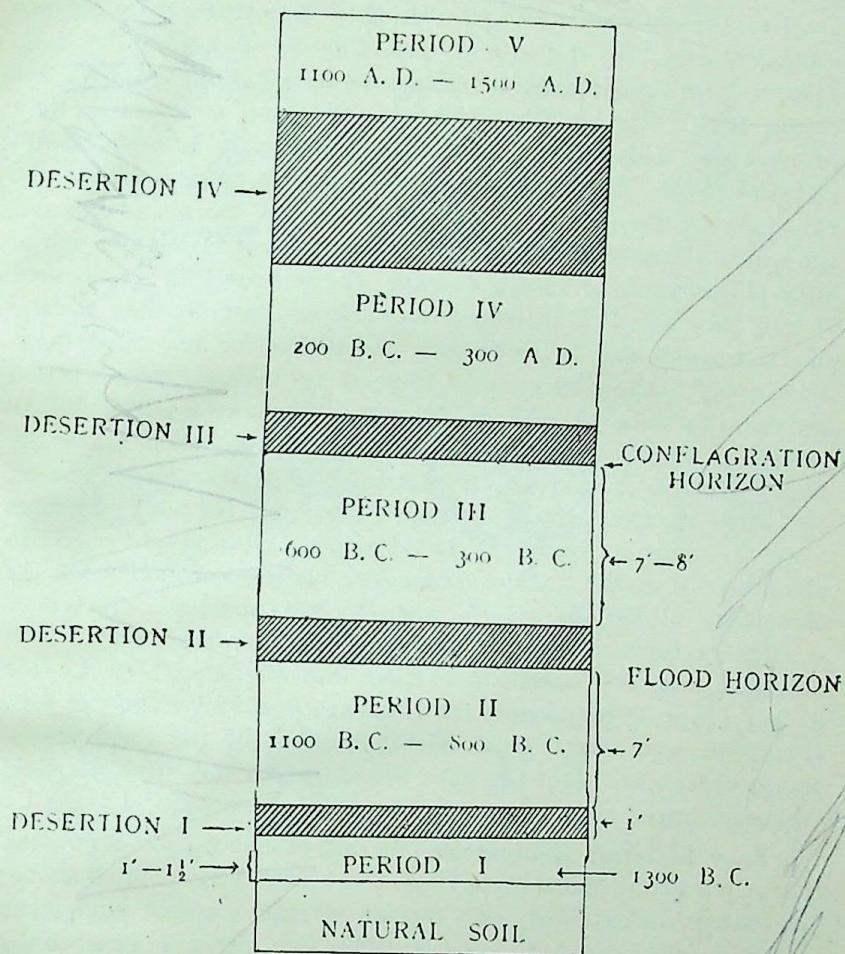 PERIOD V
1100 A. D. — 1500 A. D.
DESERTION IV →
PERIOD IV
200 B. C. — 300 A D.
DESERTION III →
← CONFLAGRATION
HORIZON
PERIOD III
600 B. C. — 300 B. C.
← 7′—8′
DESERTION II →
FLOOD HORIZON
PERIOD II
1100 B. C. — 800 B. C.
← 7′
DESERTION I →
← 1′
1′—1½′ →
PERIOD I
← 1300 B. C.
NATURAL SOIL